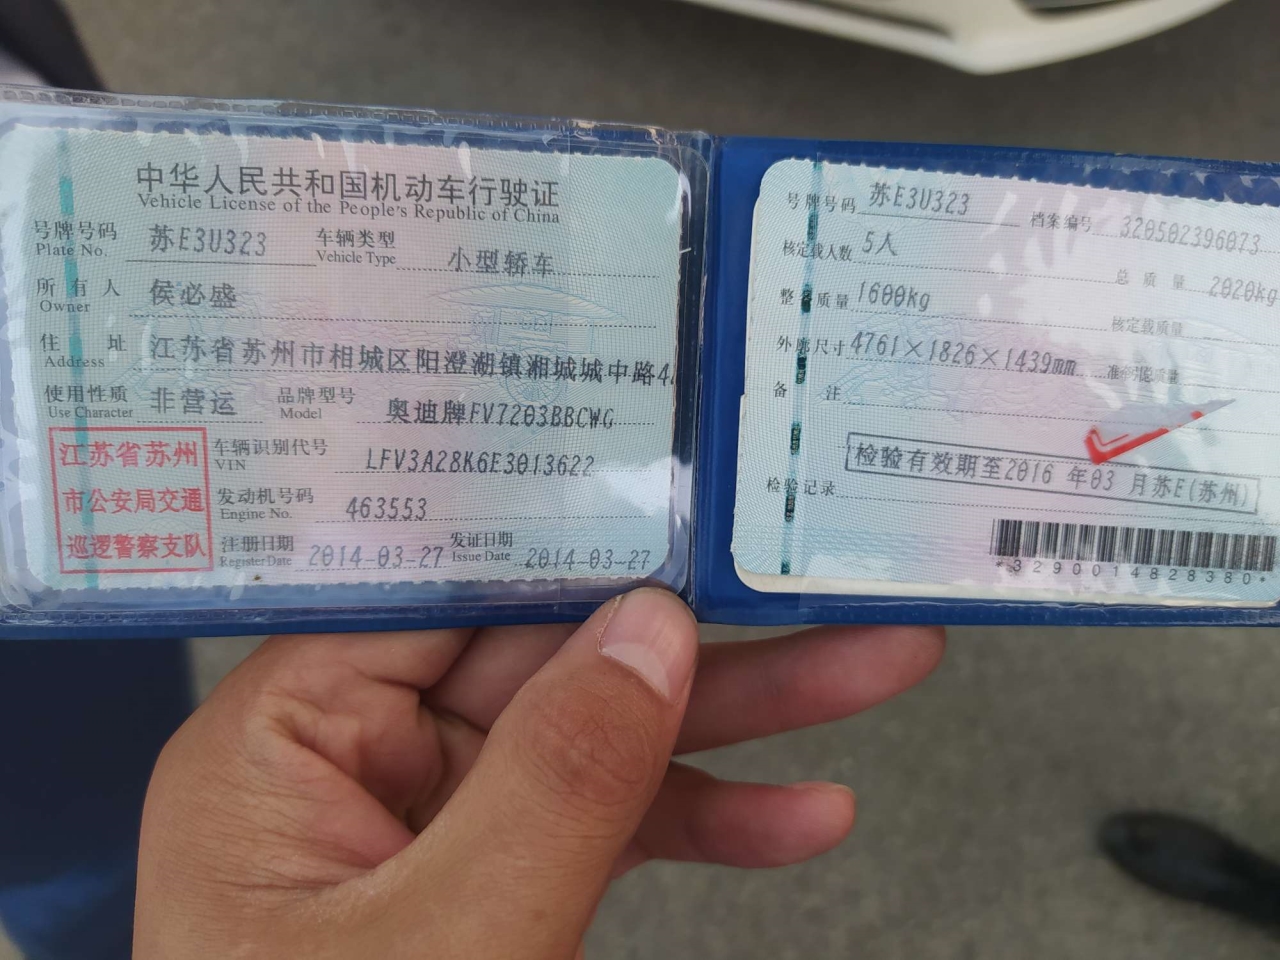 中华人民共和国机动车行驶证
Vehicle License of the People's Republic of China
号牌号码 苏E3U323 车辆类型 小型轿车
Plate No. Vehicle Type
所有人 侯必盛
Owner
住址 江苏省苏州市相城区阳澄湖镇湘城城中路4
Address
使用性质 非营运 品牌型号 奥迪牌FV7203BBCWG
Use Character Model
江苏省苏州
市公安局交通
巡逻警察支队
车辆识别代号 LFV3A28K6E3013622
VIN
发动机号码 463553
Engine No.
注册日期 2014-03-27 发证日期 2014-03-27
Register Date Issue Date
号牌号码 苏E3U323 档案编号 320502396073
核定载人数 5人 总质量 2020kg
整备质量 1600kg 核定载质量
外廓尺寸 4761×1826×1439mm 准牵引总质量
备注
检验有效期至2016 年03 月苏E(苏州)
检验记录
*3290014828380*